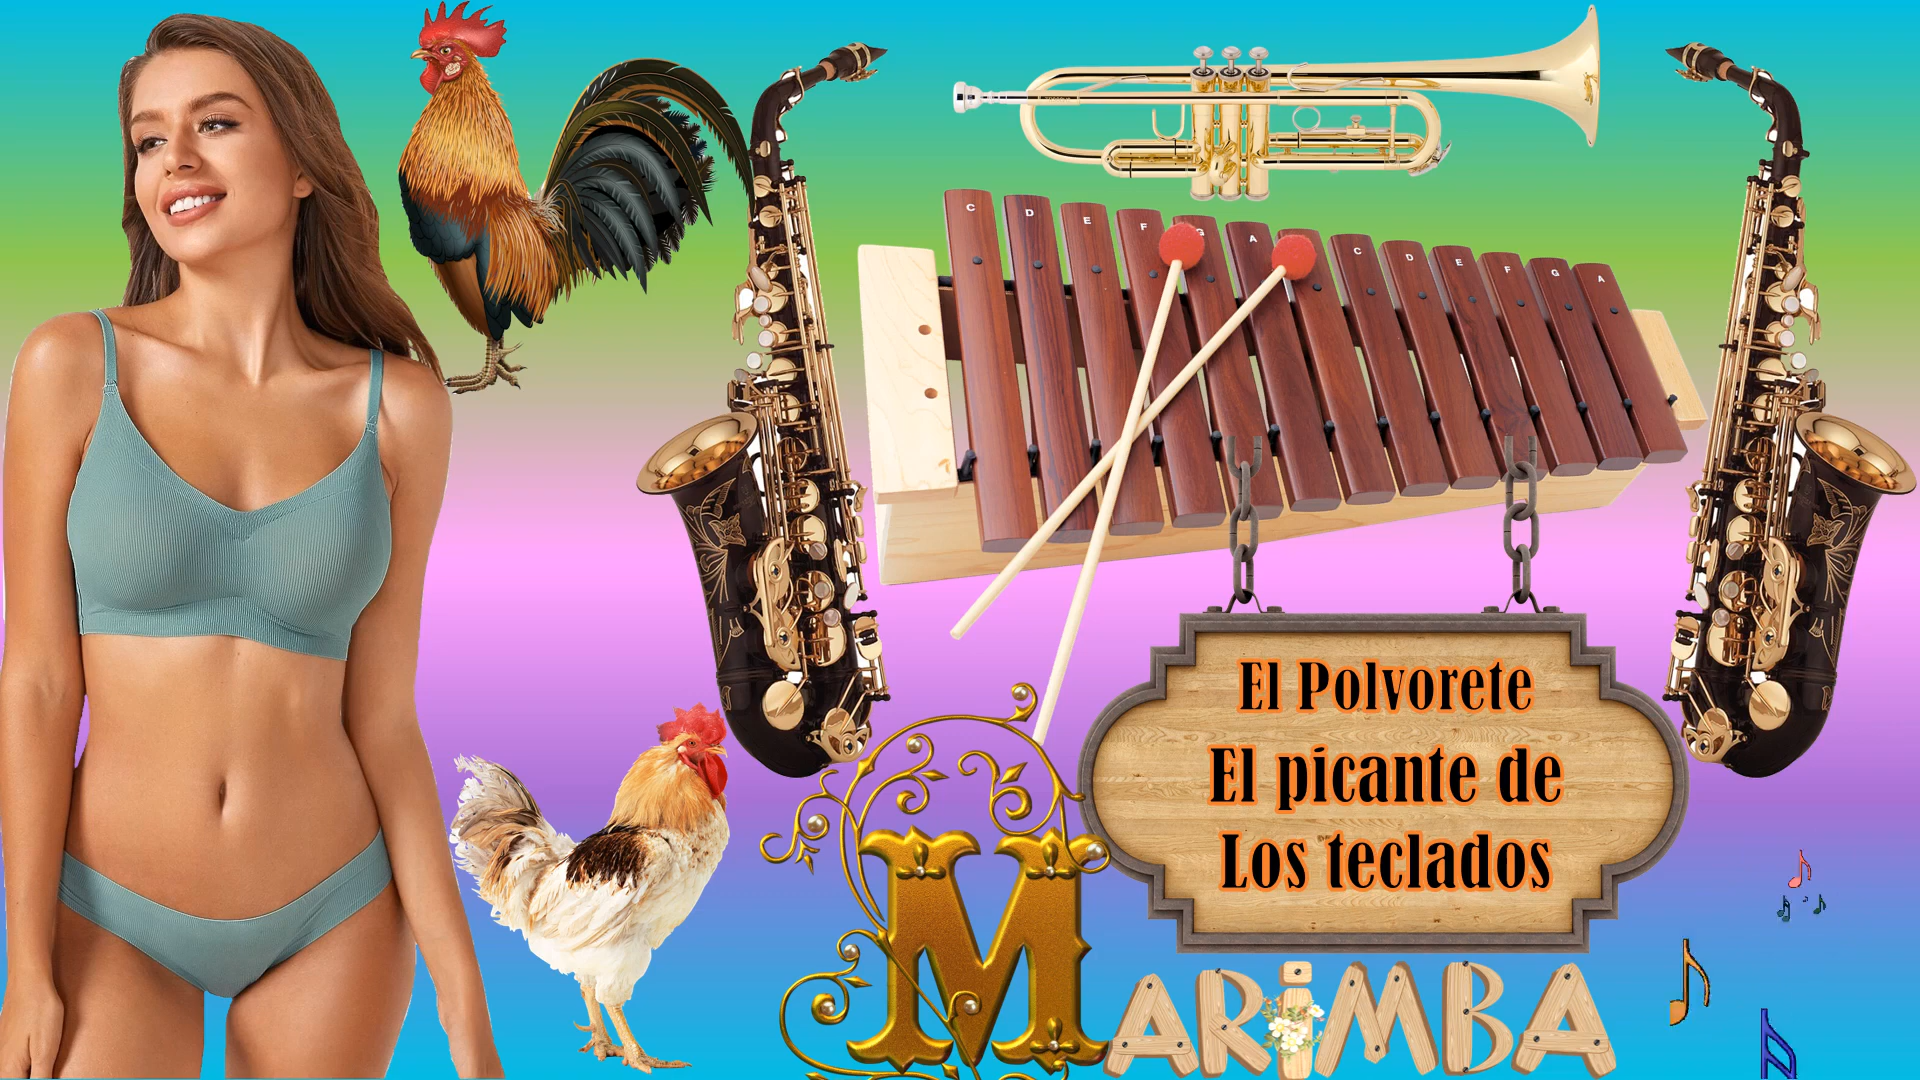 C D E F G A C D E F G A
El Polvorete
El picante de
Los teclados
MARiMBA